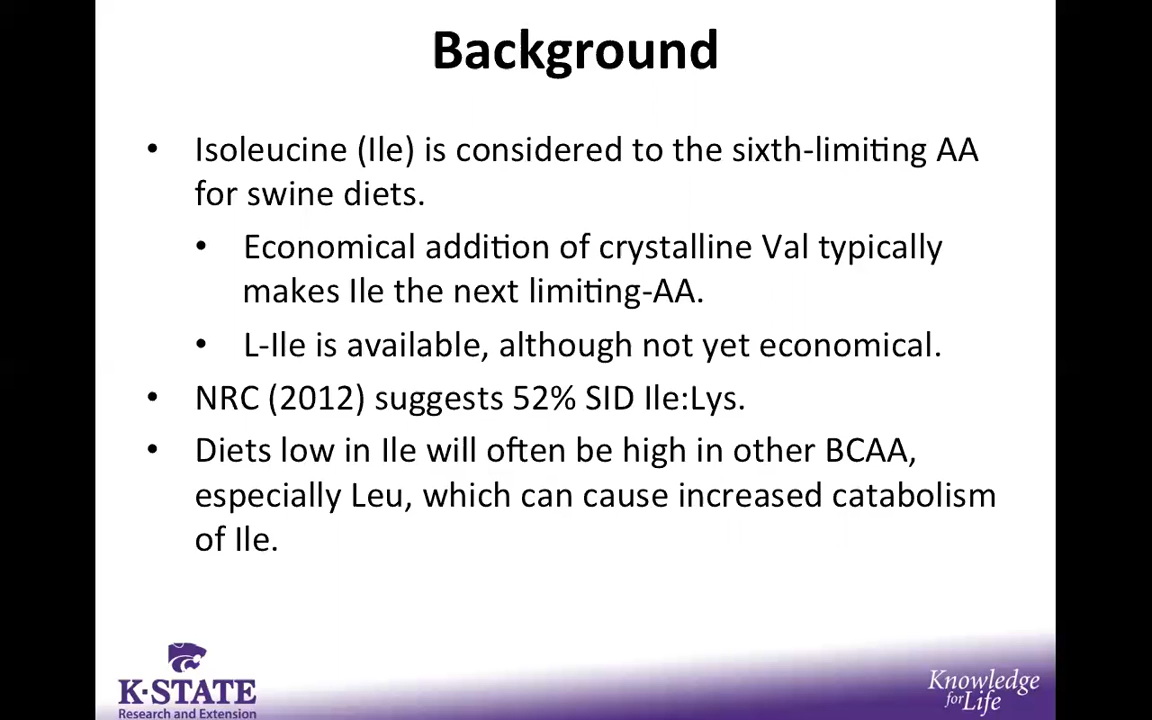 Background
• Isoleucine (Ile) is considered to the sixth-limiting AA
for swine diets.
• Economical addition of crystalline Val typically
makes Ile the next limiting-AA.
• L-Ile is available, although not yet economical.
• NRC (2012) suggests 52% SID Ile:Lys.
• Diets low in Ile will often be high in other BCAA,
especially Leu, which can cause increased catabolism
of Ile.
K-STATE
Research and Extension
Knowledge
for Life